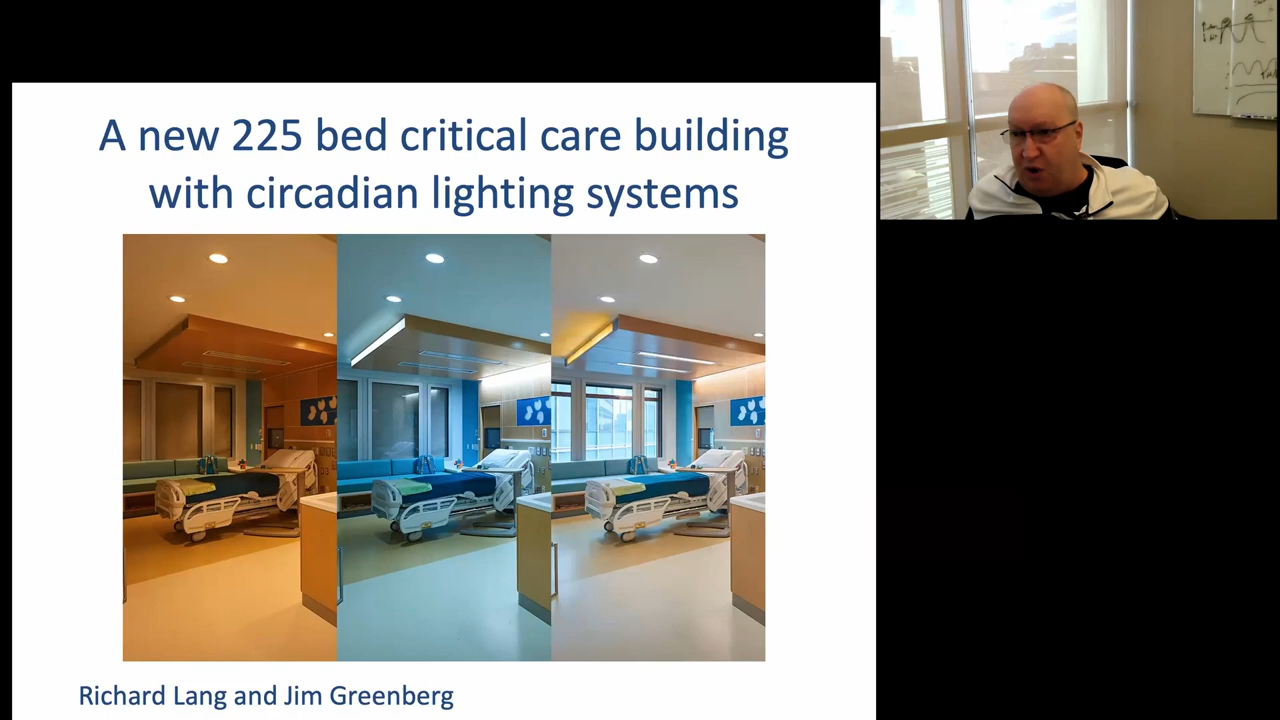 A new 225 bed critical care building
with circadian lighting systems
Richard Lang and Jim Greenberg